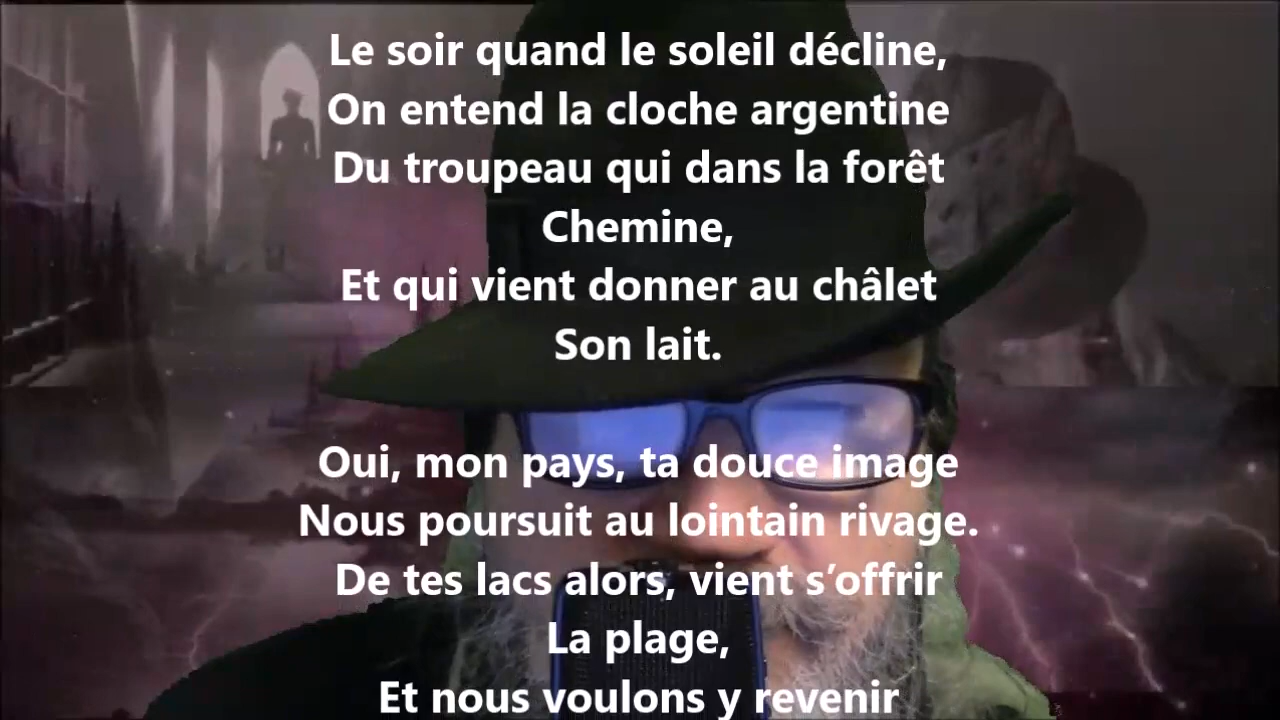 Le soir quand le soleil décline,
On entend la cloche argentine
Du troupeau qui dans la forêt
Chemine,
Et qui vient donner au châlet
Son lait.
Oui, mon pays, ta douce image
Nous poursuit au lointain rivage.
De tes lacs alors, vient s’offrir
La plage,
Et nous voulons y revenir